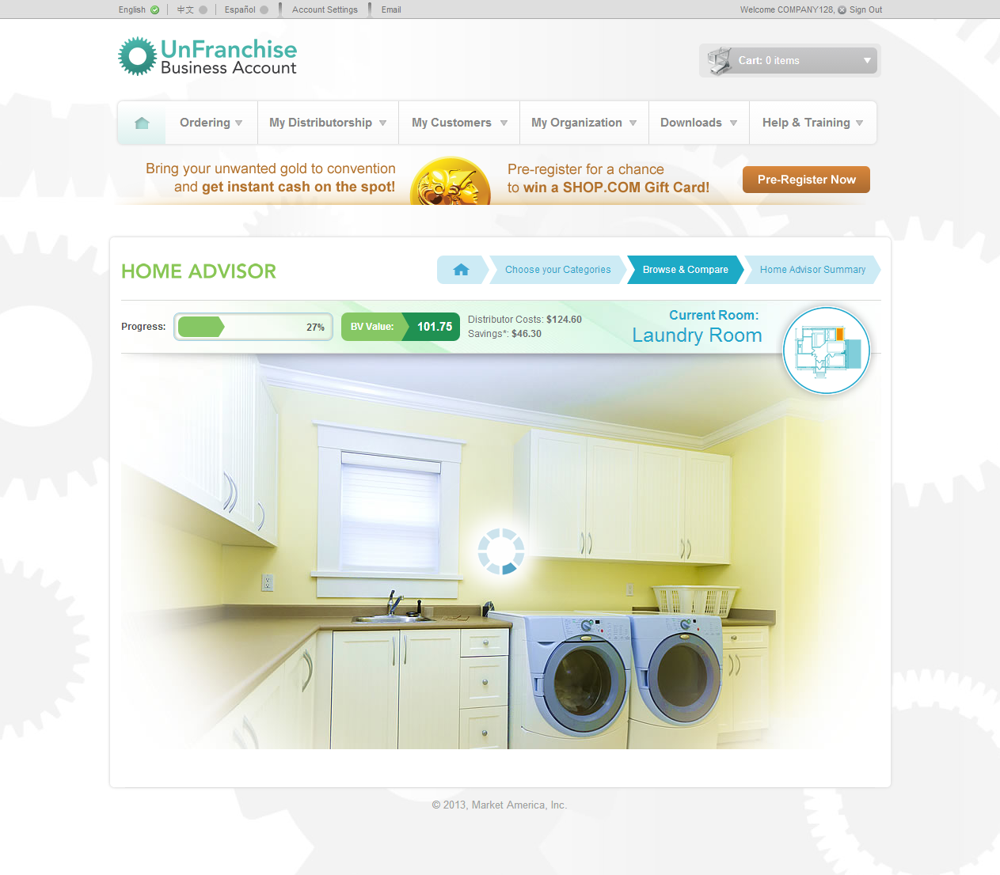 English
中文
Español
Account Settings
Email
Welcome COMPANY128,
Sign Out
UnFranchise
Business Account
Cart: 0 items
Ordering
My Distributorship
My Customers
My Organization
Downloads
Help & Training
Bring your unwanted gold to convention
and get instant cash on the spot!
Pre-register for a chance
to win a SHOP.COM Gift Card!
Pre-Register Now
HOME ADVISOR
Choose your Categories
Browse & Compare
Home Advisor Summary
Progress:
27%
BV Value:
101.75
Distributor Costs: $124.60
Savings*: $46.30
Current Room:
Laundry Room
© 2013, Market America, Inc.